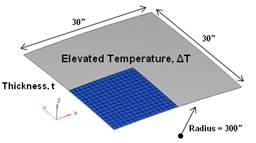 30”
30”
Elevated Temperature, ΔT
Thickness, t
Z
Y
X
Radius = 300”